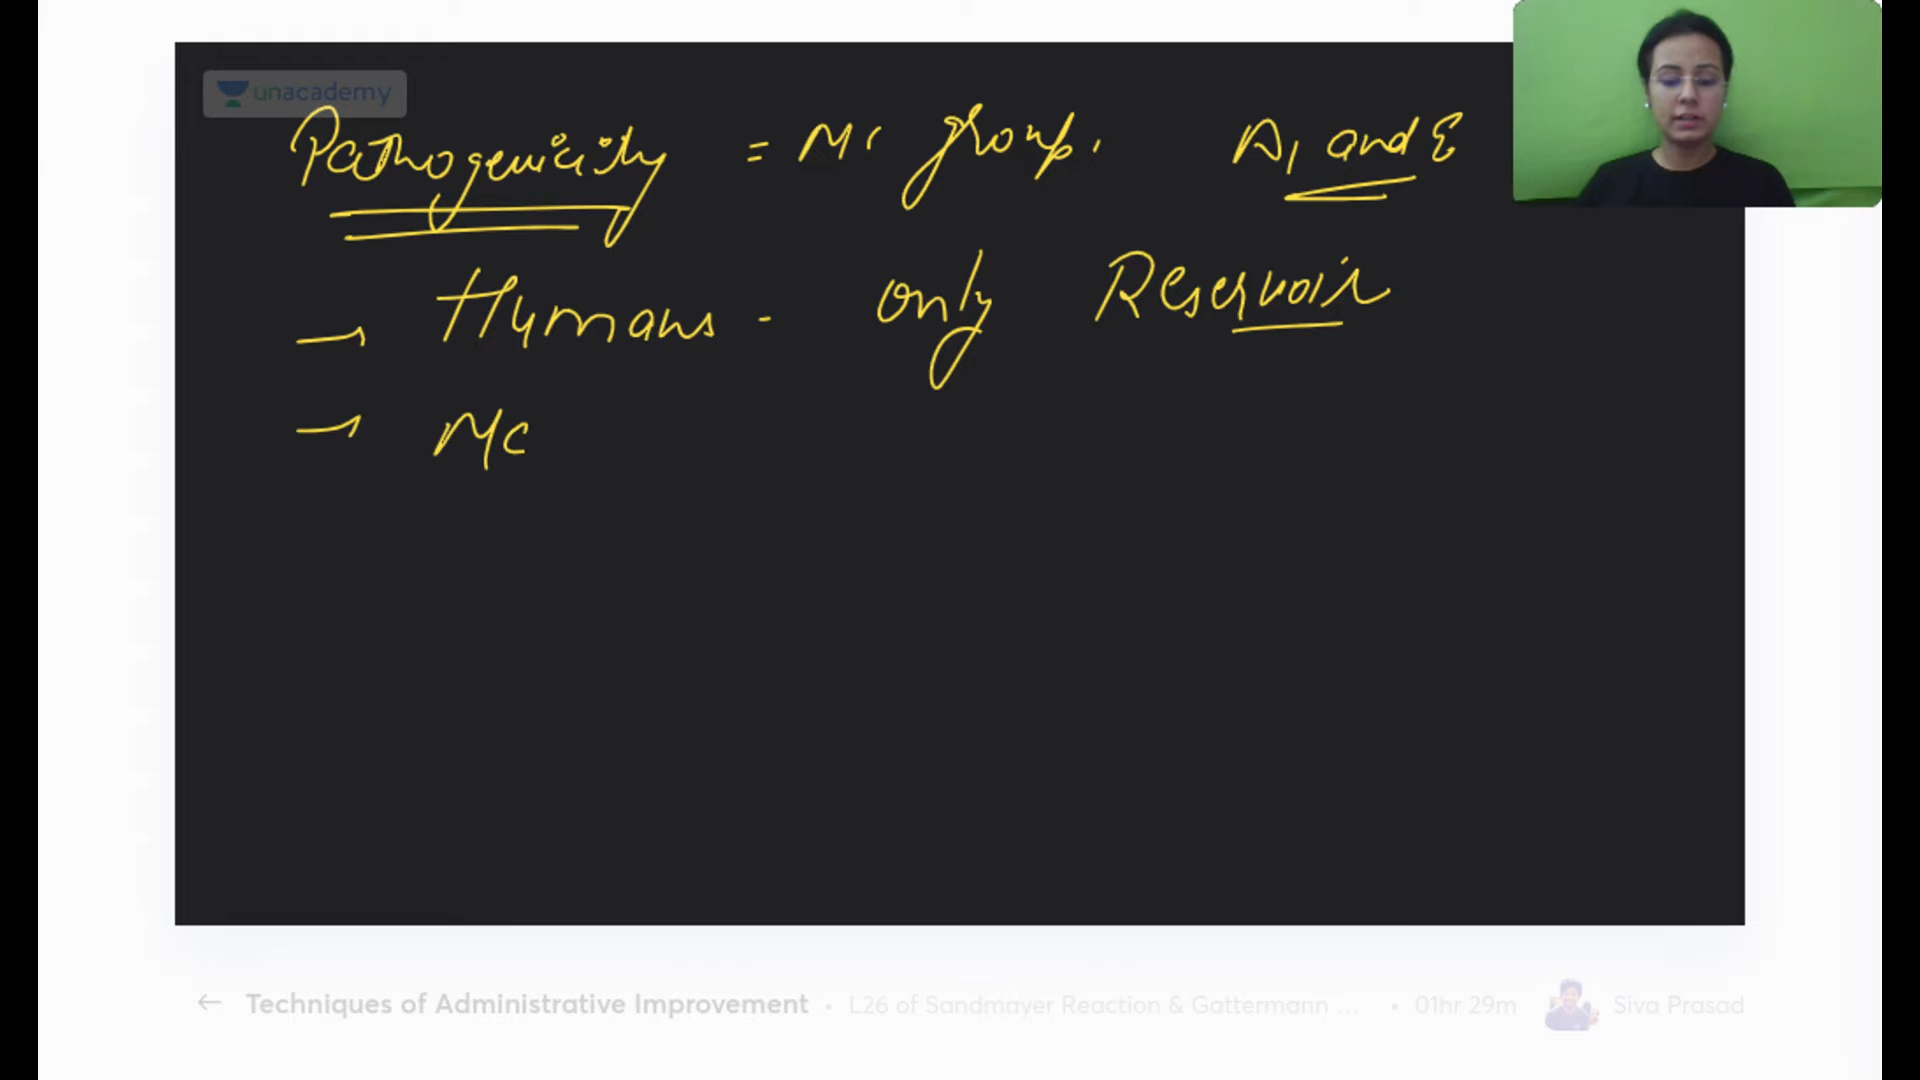 unacademy
Pathogenicity = Mc group. A, and E
→ Humans - only Reservoir
→ Mc
← Techniques of Administrative Improvement • L26 of Sandmayer Reaction & Gattermann ... • 01hr 29m Siva Prasad